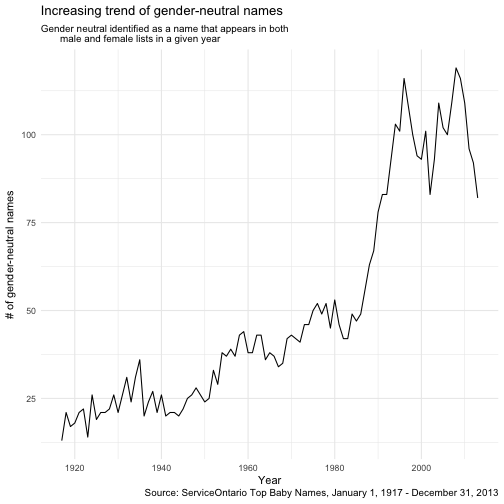 Increasing trend of gender-neutral names
Gender neutral identified as a name that appears in both
male and female lists in a given year
# of gender-neutral names
100
75
50
25
1920 1940 1960 1980 2000
Year
Source: ServiceOntario Top Baby Names, January 1, 1917 - December 31, 2013